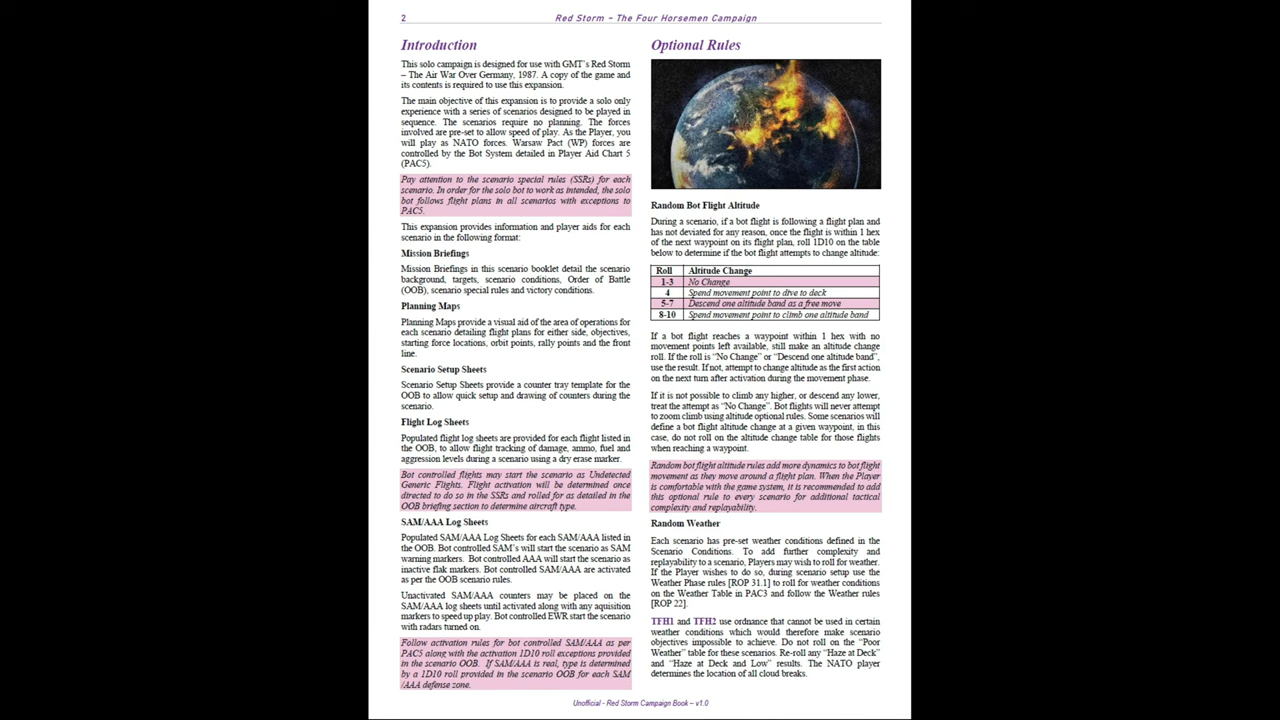 2
Red Storm – The Four Horsemen Campaign
Introduction
This solo campaign is designed for use with GMT's Red Storm
– The Air War Over Germany, 1987. A copy of the game and
its contents is required to use this expansion.
The main objective of this expansion is to provide a solo only
experience with a series of scenarios designed to be played in
sequence. The scenarios require no planning. The forces
involved are pre-set to allow speed of play. As the Player, you
will play as NATO forces. Warsaw Pact (WP) forces are
controlled by the Bot System detailed in Player Aid Chart 5
(PAC5).
Pay attention to the scenario special rules (SSRs) for each
scenario. In order for the solo bot to work as intended, the solo
bot follows flight plans in all scenarios with exceptions to
PAC5.
This expansion provides information and player aids for each
scenario in the following format:
Mission Briefings
Mission Briefings in this scenario booklet detail the scenario
background, targets, scenario conditions, Order of Battle
(OOB), scenario special rules and victory conditions.
Planning Maps
Planning Maps provide a visual aid of the area of operations for
each scenario detailing flight plans for either side, objectives,
starting force locations, orbit points, rally points and the front
line.
Scenario Setup Sheets
Scenario Setup Sheets provide a counter tray template for the
OOB to allow quick setup and drawing of counters during the
scenario.
Flight Log Sheets
Populated flight log sheets are provided for each flight listed in
the OOB, to allow flight tracking of damage, ammo, fuel and
aggression levels during a scenario using a dry erase marker.
Bot controlled flights may start the scenario as Undetected
Generic Flights. Flight activation will be determined once
directed to do so in the SSRs and rolled for as detailed in the
OOB briefing section to determine aircraft type.
SAM/AAA Log Sheets
Populated SAM/AAA Log Sheets for each SAM/AAA listed in
the OOB. Bot controlled SAM's will start the scenario as SAM
warning markers. Bot controlled AAA will start the scenario as
inactive flak markers. Bot controlled SAM/AAA are activated
as per the OOB scenario rules.
Unactivated SAM/AAA counters may be placed on the
SAM/AAA log sheets until activated along with any aquisition
markers to speed up play. Bot controlled EWR start the scenario
with radars turned on.
Follow activation rules for bot controlled SAM/AAA as per
PAC5 along with the activation 1D10 roll exceptions provided
in the scenario OOB. If SAM/AAA is real, type is determined
by a 1D10 roll provided in the scenario OOB for each SAM
/AAA defense zone.
Optional Rules
Random Bot Flight Altitude
During a scenario, if a bot flight is following a flight plan and
has not deviated for any reason, once the flight is within 1 hex
of the next waypoint on its flight plan, roll 1D10 on the table
below to determine if the bot flight attempts to change altitude:
Roll Altitude Change
1-3 No Change
4 Spend movement point to dive to deck
5-7 Descend one altitude band as a free move
8-10 Spend movement point to climb one altitude band
If a bot flight reaches a waypoint within 1 hex with no
movement points left available, still make an altitude change
roll. If the roll is "No Change" or "Descend one altitude band",
use the result. If not, attempt to change altitude as the first action
on the next turn after activation during the movement phase.
If it is not possible to climb any higher, or descend any lower,
treat the attempt as "No Change". Bot flights will never attempt
to zoom climb using altitude optional rules. Some scenarios will
define a bot flight altitude change at a given waypoint, in this
case, do not roll on the altitude change table for those flights
when reaching a waypoint.
Random bot flight altitude rules add more dynamics to bot flight
movement as they move around a flight plan. When the Player
is comfortable with the game system, it is recommended to add
this optional rule to every scenario for additional tactical
complexity and replayability.
Random Weather
Each scenario has pre-set weather conditions defined in the
Scenario Conditions. To add further complexity and
replayability to a scenario, Players may wish to roll for weather.
If the Player wishes to do so, during scenario setup use the
Weather Phase rules [ROP 31.1] to roll for weather conditions
on the Weather Table in PAC3 and follow the Weather rules
[ROP 22].
TFH1 and TFH2 use ordnance that cannot be used in certain
weather conditions which would therefore make scenario
objectives impossible to achieve. Do not roll on the "Poor
Weather" table for these scenarios. Re-roll any "Haze at Deck"
and "Haze at Deck and Low" results. The NATO player
determines the location of all cloud breaks.
Unofficial - Red Storm Campaign Book – v1.0